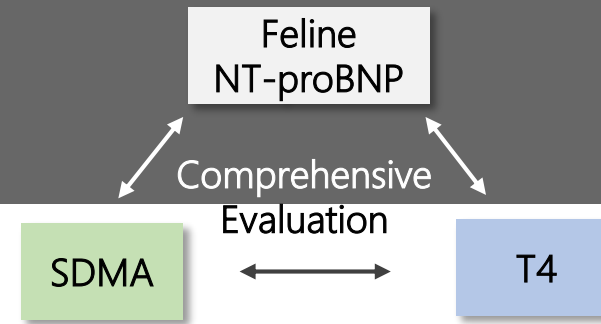 Feline
NT-proBNP
Comprehensive
Evaluation
SDMA
T4